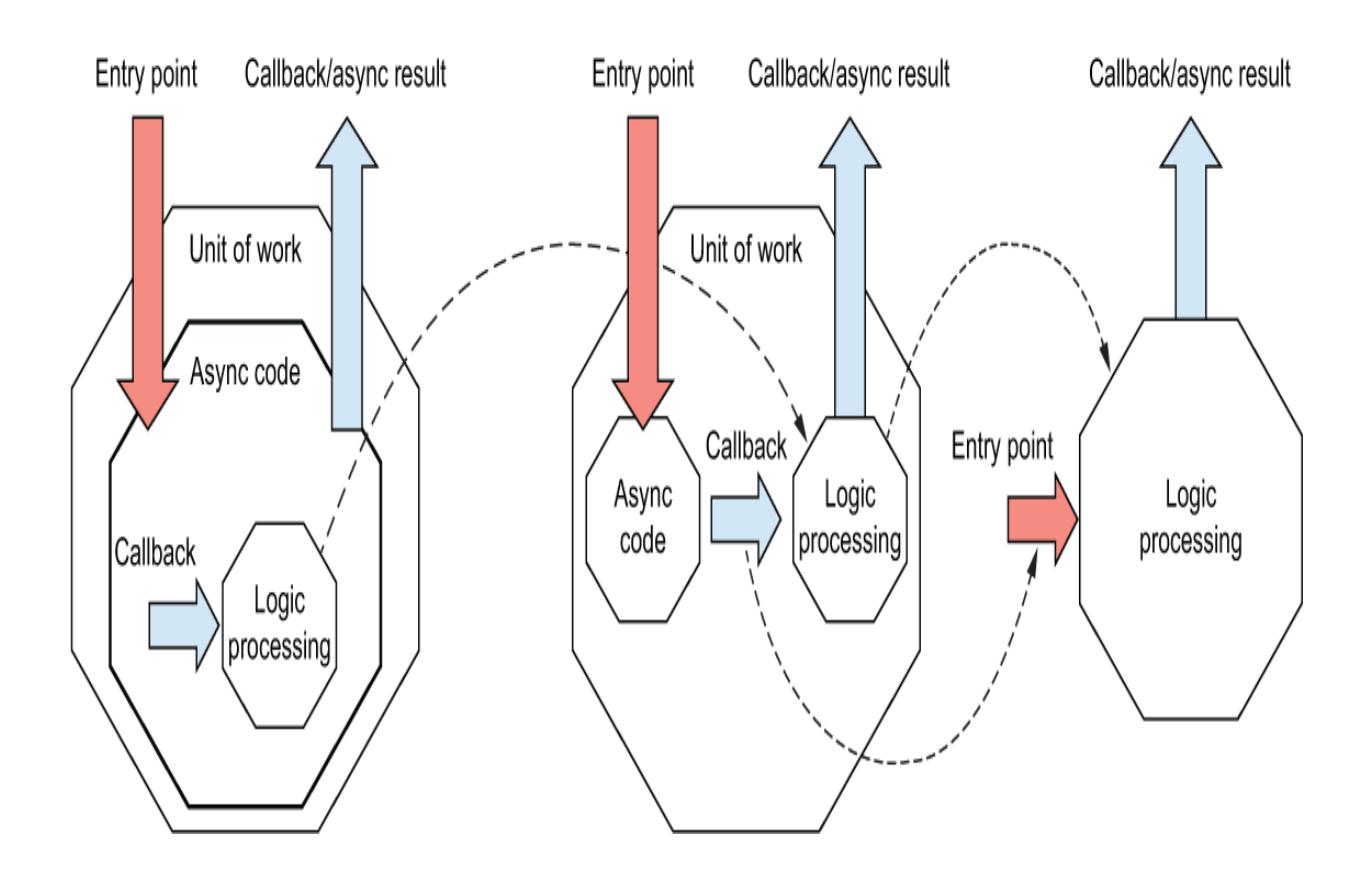 Entry point
Callback/async result
Entry point
Callback/async result
Callback/async result
Unit of work
Unit of work
Async code
Callback
Entry point
Async
code
Logic
processing
Logic
processing
Callback
Logic
processing